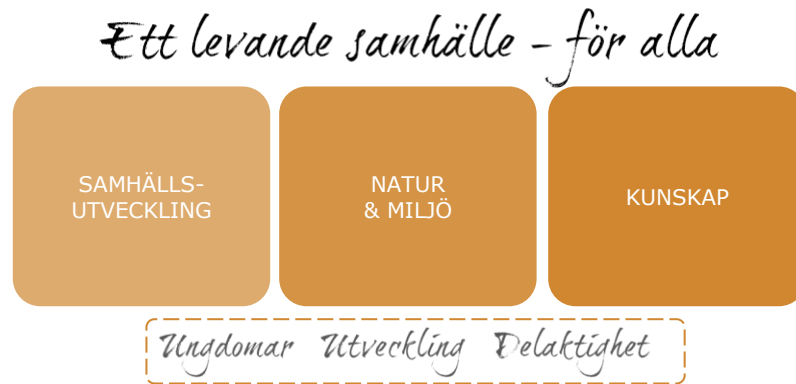 Ett levande samhälle – för alla
SAMHÄLLS-
UTVECKLING
NATUR
& MILJÖ
KUNSKAP
Ungdomar Utveckling Delaktighet